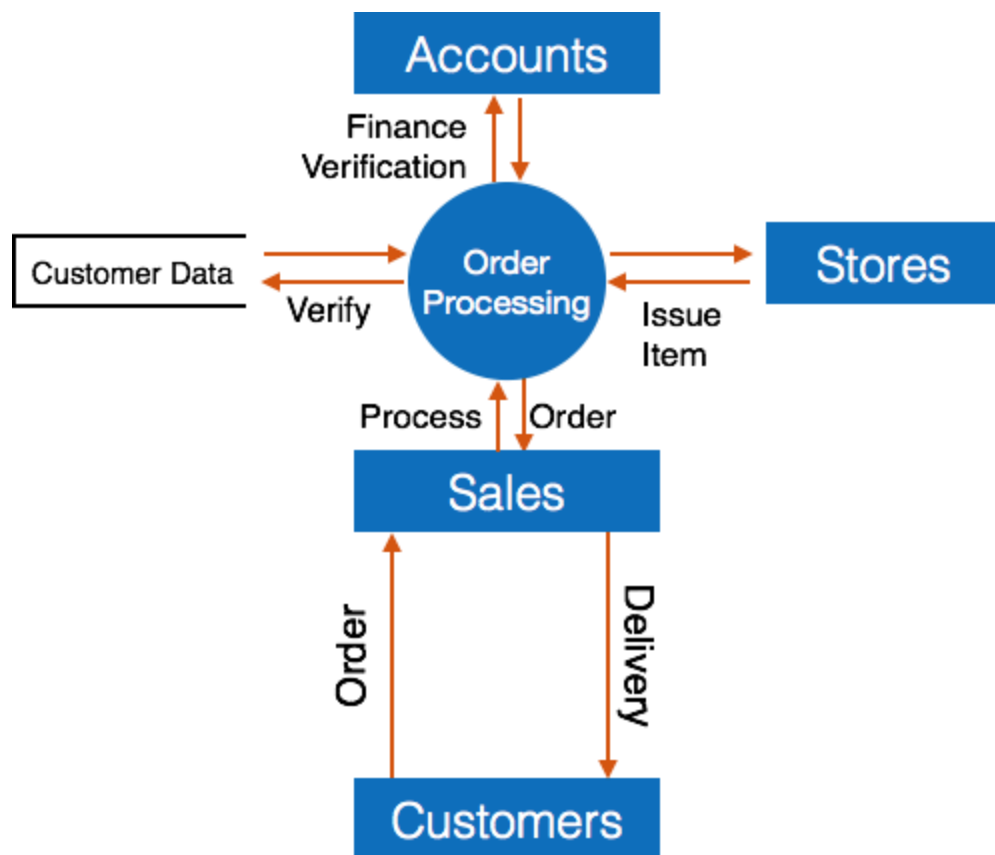 Accounts
Finance
Verification
Customer Data
Order
Processing
Stores
Verify
Issue
Item
Process
Order
Sales
Order
Delivery
Customers